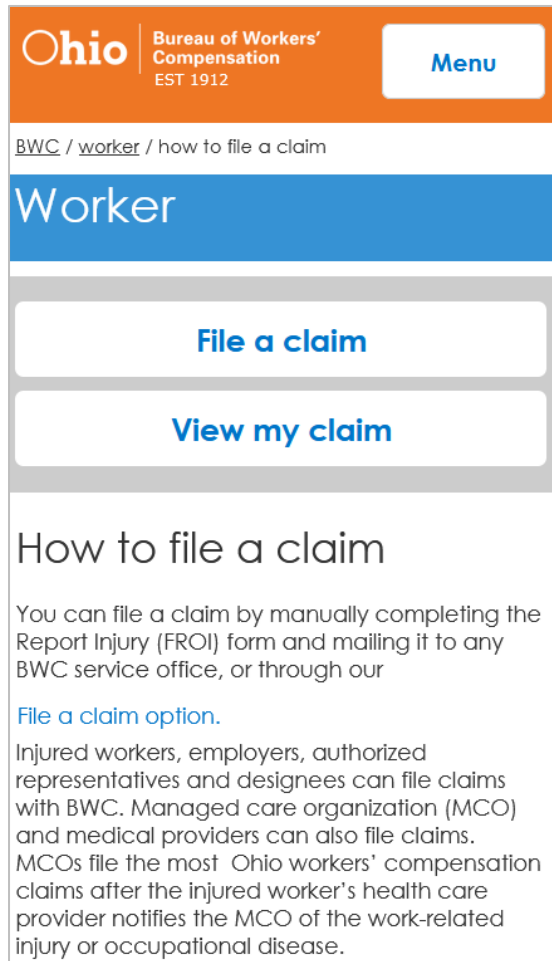 Ohio
Bureau of Workers'
Compensation
EST 1912
Menu
BWC / worker / how to file a claim
Worker
File a claim
View my claim
How to file a claim
You can file a claim by manually completing the
Report Injury (FROI) form and mailing it to any
BWC service office, or through our
File a claim option.
Injured workers, employers, authorized
representatives and designees can file claims
with BWC. Managed care organization (MCO)
and medical providers can also file claims.
MCOs file the most  Ohio workers' compensation
claims after the injured worker's health care
provider notifies the MCO of the work-related
injury or occupational disease.